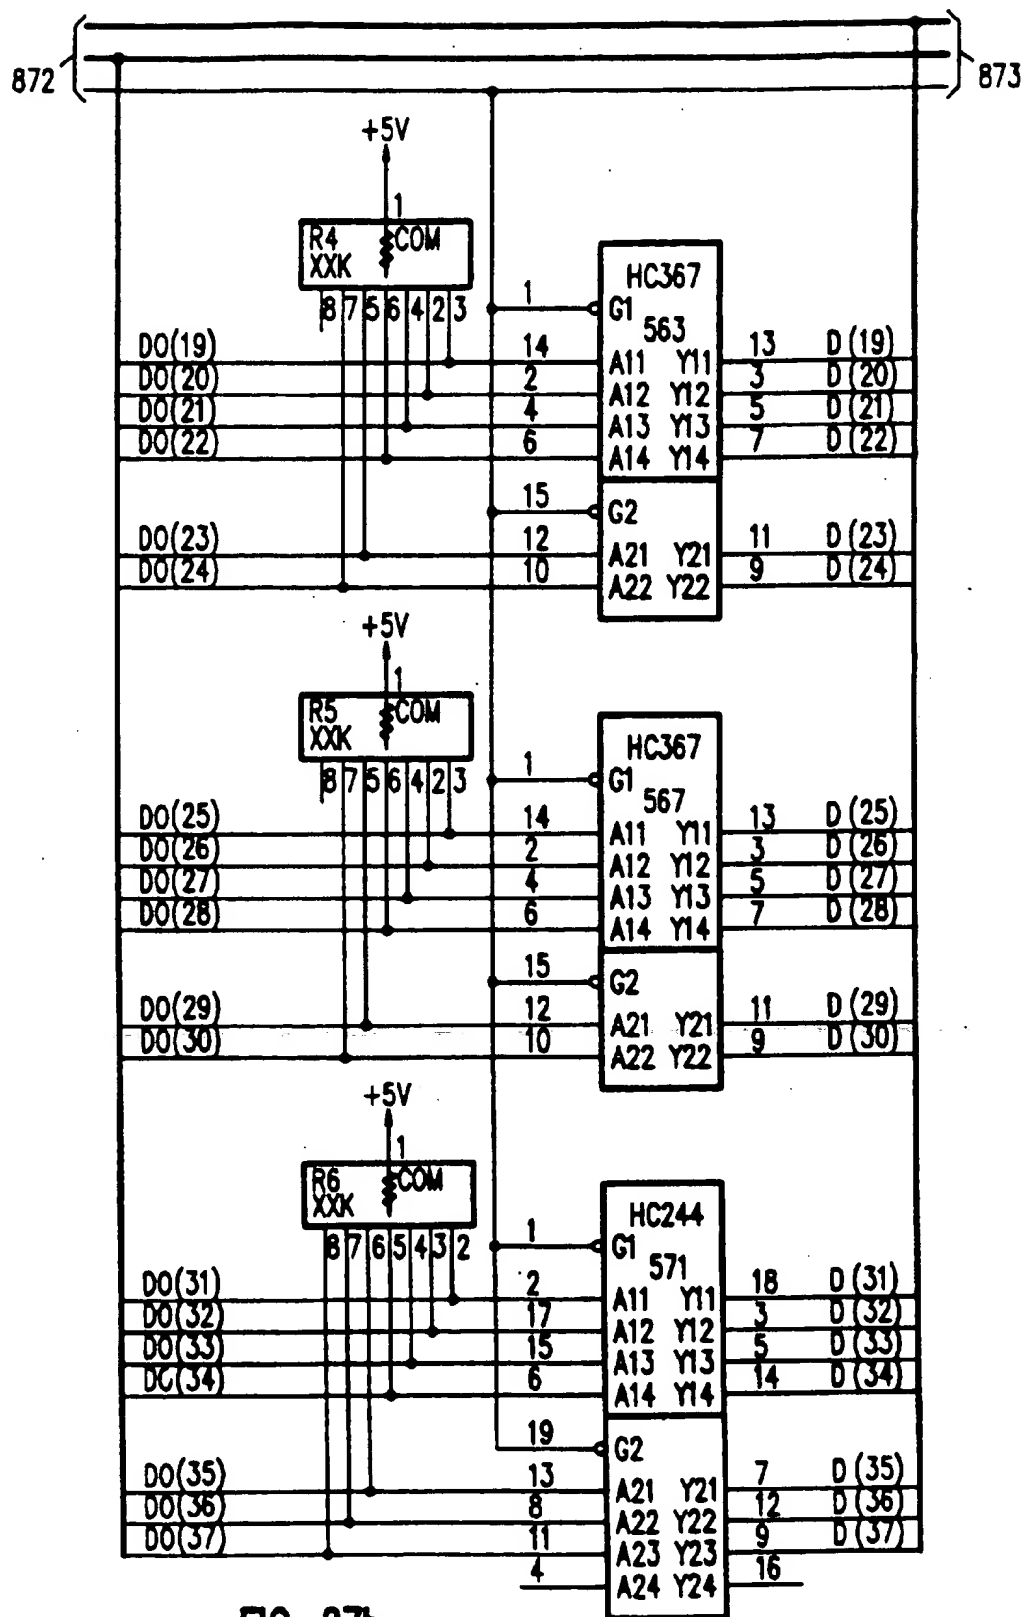 872
873
+5V
1
R4 COM
XXK
8 7 5 6 4 2 3
HC367
563
1 G1
DO(19) 14 A11 Y11 13 D (19)
DO(20) 2 A12 Y12 3 D (20)
DO(21) 4 A13 Y13 5 D (21)
DO(22) 6 A14 Y14 7 D (22)
15 G2
DO(23) 12 A21 Y21 11 D (23)
DO(24) 10 A22 Y22 9 D (24)
+5V
1
R5 COM
XXK
8 7 5 6 4 2 3
HC367
567
1 G1
DO(25) 14 A11 Y11 13 D (25)
DO(26) 2 A12 Y12 3 D (26)
DO(27) 4 A13 Y13 5 D (27)
DO(28) 6 A14 Y14 7 D (28)
15 G2
DO(29) 12 A21 Y21 11 D (29)
DO(30) 10 A22 Y22 9 D (30)
+5V
1
R6 COM
XXK
8 7 6 5 4 3 2
HC244
571
1 G1
DO(31) 2 A11 Y11 18 D (31)
DO(32) 17 A12 Y12 3 D (32)
DO(33) 15 A13 Y13 5 D (33)
DO(34) 6 A14 Y14 14 D (34)
19 G2
DO(35) 13 A21 Y21 7 D (35)
DO(36) 8 A22 Y22 12 D (36)
DO(37) 11 A23 Y23 9 D (37)
4 A24 Y24 16